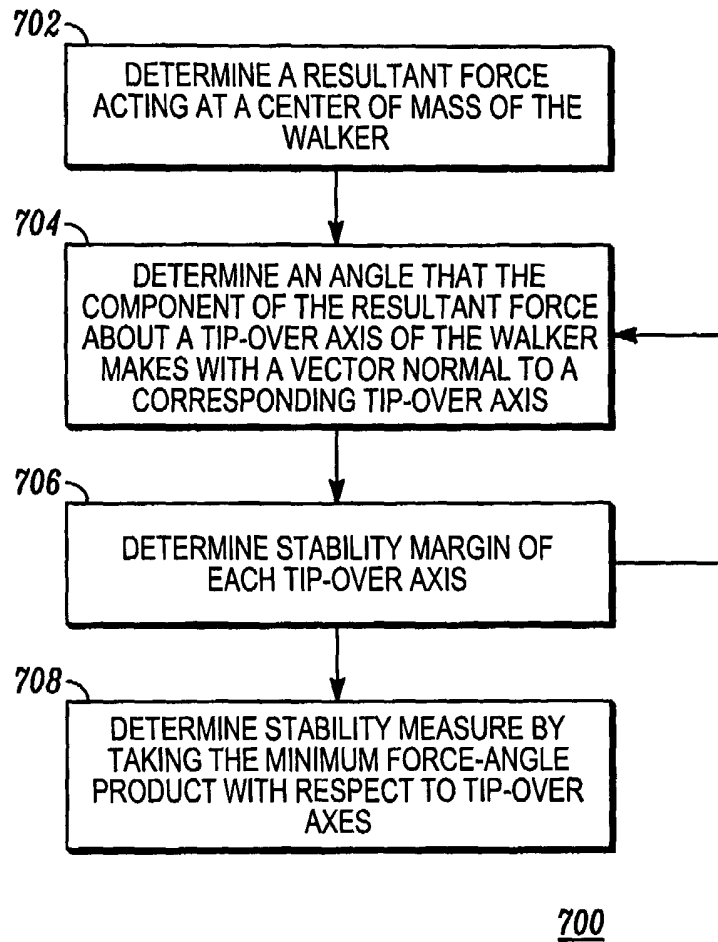 702
DETERMINE A RESULTANT FORCE
ACTING AT A CENTER OF MASS OF THE
WALKER
704
DETERMINE AN ANGLE THAT THE
COMPONENT OF THE RESULTANT FORCE
ABOUT A TIP-OVER AXIS OF THE WALKER
MAKES WITH A VECTOR NORMAL TO A
CORRESPONDING TIP-OVER AXIS
706
DETERMINE STABILITY MARGIN OF
EACH TIP-OVER AXIS
708
DETERMINE STABILITY MEASURE BY
TAKING THE MINIMUM FORCE-ANGLE
PRODUCT WITH RESPECT TO TIP-OVER
AXES
700